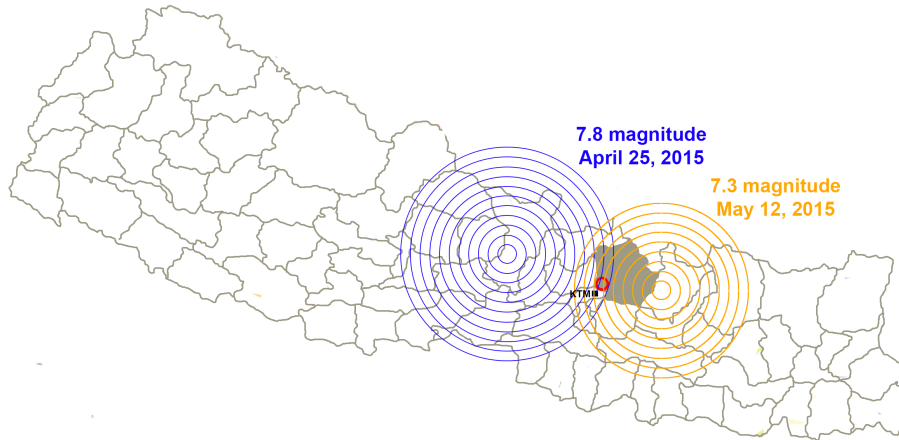 7.8 magnitude
April 25, 2015
7.3 magnitude
May 12, 2015
KTM